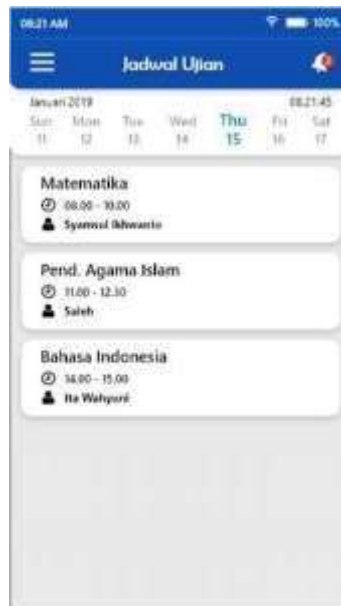 08:21 AM 100%
Jadwal Ujian
Januari 2019 08.21.45
Sun Mon Tue Wed Thu Fri Sat
11 12 13 14 15 16 17
Matematika
08.00 - 10.00
Syamsul Ikhwanto
Pend. Agama Islam
11.00 - 12.30
Saleh
Bahasa Indonesia
14.00 - 15.00
Ita Wahyuni